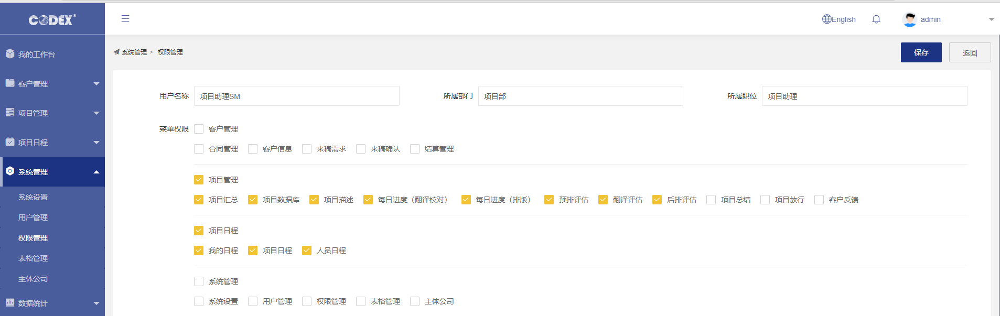 CODEX®
English
admin
我的工作台
客户管理
项目管理
项目日程
系统管理
系统设置
用户管理
权限管理
表格管理
主体公司
数据统计
系统管理 > 权限管理
保存 返回
用户名称 项目助理SM 所属部门 项目部 所属职位 项目助理
菜单权限 客户管理
合同管理 客户信息 来稿需求 来稿确认 结算管理
项目管理
项目汇总 项目数据库 项目描述 每日进度（翻译校对） 每日进度（排版） 预排评估 翻译评估 后排评估 项目总结 项目放行 客户反馈
项目日程
我的日程 项目日程 人员日程
系统管理
系统设置 用户管理 权限管理 表格管理 主体公司